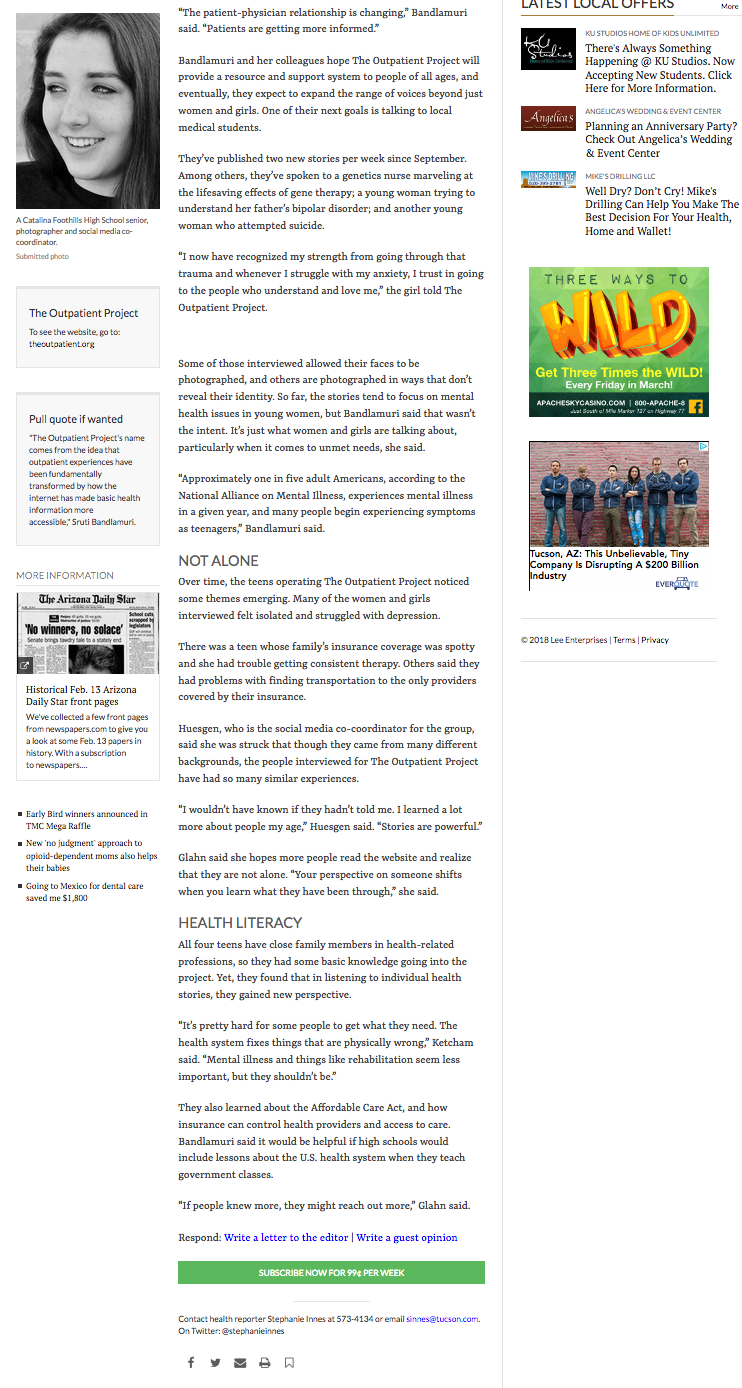 A Catalina Foothills High School senior,
photographer and social media co-
coordinator.
Submitted photo
The Outpatient Project
To see the website, go to:
theoutpatient.org
Pull quote if wanted
"The Outpatient Project's name
comes from the idea that
outpatient experiences have
been fundamentally
transformed by how the
internet has made basic health
information more
accessible," Sruti Bandlamuri.
MORE INFORMATION
The Arizona Daily Star
'No winners, no solace'
Senate brings tawdry tale to a stately end
School cuts
scrapped by
legislators
Historical Feb. 13 Arizona
Daily Star front pages
We've collected a few front pages
from newspapers.com to give you
a look at some Feb. 13 papers in
history. With a subscription
to newspapers....
Early Bird winners announced in
TMC Mega Raffle
New 'no judgment' approach to
opioid-dependent moms also helps
their babies
Going to Mexico for dental care
saved me $1,800
“The patient-physician relationship is changing,” Bandlamuri
said. “Patients are getting more informed.”
Bandlamuri and her colleagues hope The Outpatient Project will
provide a resource and support system to people of all ages, and
eventually, they expect to expand the range of voices beyond just
women and girls. One of their next goals is talking to local
medical students.
They’ve published two new stories per week since September.
Among others, they’ve spoken to a genetics nurse marveling at
the lifesaving effects of gene therapy; a young woman trying to
understand her father’s bipolar disorder; and another young
woman who attempted suicide.
“I now have recognized my strength from going through that
trauma and whenever I struggle with my anxiety, I trust in going
to the people who understand and love me,” the girl told The
Outpatient Project.
Some of those interviewed allowed their faces to be
photographed, and others are photographed in ways that don’t
reveal their identity. So far, the stories tend to focus on mental
health issues in young women, but Bandlamuri said that wasn’t
the intent. It’s just what women and girls are talking about,
particularly when it comes to unmet needs, she said.
“Approximately one in five adult Americans, according to the
National Alliance on Mental Illness, experiences mental illness
in a given year, and many people begin experiencing symptoms
as teenagers,” Bandlamuri said.
NOT ALONE
Over time, the teens operating The Outpatient Project noticed
some themes emerging. Many of the women and girls
interviewed felt isolated and struggled with depression.
There was a teen whose family’s insurance coverage was spotty
and she had trouble getting consistent therapy. Others said they
had problems with finding transportation to the only providers
covered by their insurance.
Huesgen, who is the social media co-coordinator for the group,
said she was struck that though they came from many different
backgrounds, the people interviewed for The Outpatient Project
have had so many similar experiences.
“I wouldn’t have known if they hadn’t told me. I learned a lot
more about people my age,” Huesgen said. “Stories are powerful.”
Glahn said she hopes more people read the website and realize
that they are not alone. “Your perspective on someone shifts
when you learn what they have been through,” she said.
HEALTH LITERACY
All four teens have close family members in health-related
professions, so they had some basic knowledge going into the
project. Yet, they found that in listening to individual health
stories, they gained new perspective.
“It’s pretty hard for some people to get what they need. The
health system fixes things that are physically wrong,” Ketcham
said. “Mental illness and things like rehabilitation seem less
important, but they shouldn’t be.”
They also learned about the Affordable Care Act, and how
insurance can control health providers and access to care.
Bandlamuri said it would be helpful if high schools would
include lessons about the U.S. health system when they teach
government classes.
“If people knew more, they might reach out more,” Glahn said.
Respond: Write a letter to the editor | Write a guest opinion
SUBSCRIBE NOW FOR 99¢ PER WEEK
Contact health reporter Stephanie Innes at 573-4134 or email sinnes@tucson.com.
On Twitter: @stephanieinnes
LATEST LOCAL OFFERS
More
KU Studios
KU STUDIOS HOME OF KIDS UNLIMITED
There's Always Something
Happening @ KU Studios. Now
Accepting New Students. Click
Here for More Information.
Angelica's
ANGELICA'S WEDDING & EVENT CENTER
Planning an Anniversary Party?
Check Out Angelica's Wedding
& Event Center
MIKE'S DRILLING
520-399-2781
MIKE'S DRILLING LLC
Well Dry? Don't Cry! Mike's
Drilling Can Help You Make The
Best Decision For Your Health,
Home and Wallet!
THREE WAYS TO
WILD
Get Three Times the WILD!
Every Friday in March!
APACHESKYCASINO.COM | 800-APACHE-8
Just South of Mile Marker 127 on Highway 77
Tucson, AZ: This Unbelievable, Tiny
Company Is Disrupting A $200 Billion
Industry
EVERQUOTE
© 2018 Lee Enterprises | Terms | Privacy